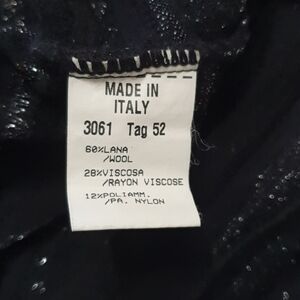 MADE IN
ITALY
3061 Tag 52
60%LANA
/WOOL
28%VISCOSA
/RAYON VISCOSE
12%POLIAMM.
/PA. NYLON